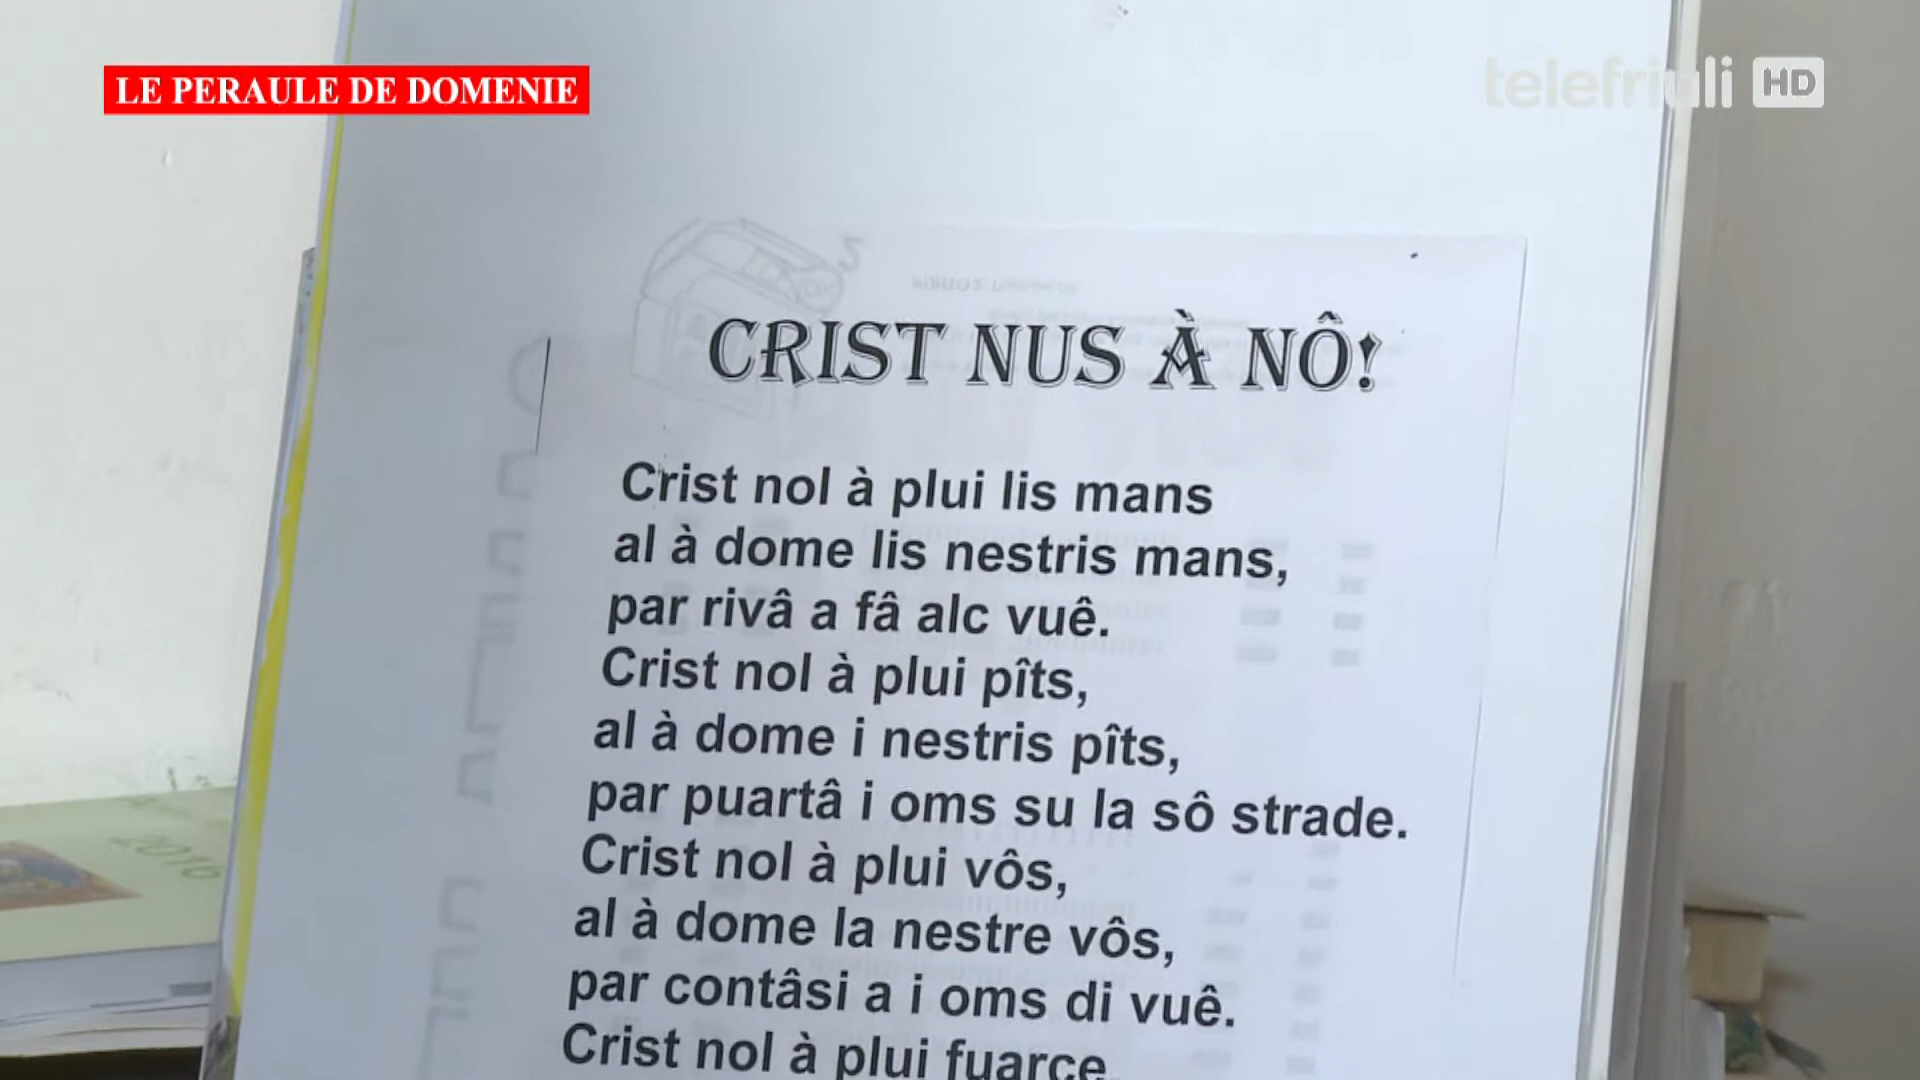 LE PERAULE DE DOMENIE
telefriuli HD
CRIST NUS À NÔ!
Crist nol à plui lis mans
al à dome lis nestris mans,
par rivâ a fâ alc vuê.
Crist nol à plui pîts,
al à dome i nestris pîts,
par puartâ i oms su la sô strade.
Crist nol à plui vôs,
al à dome la nestre vôs,
par contâsi a i oms di vuê.
Crist nol à plui fuarce
2016